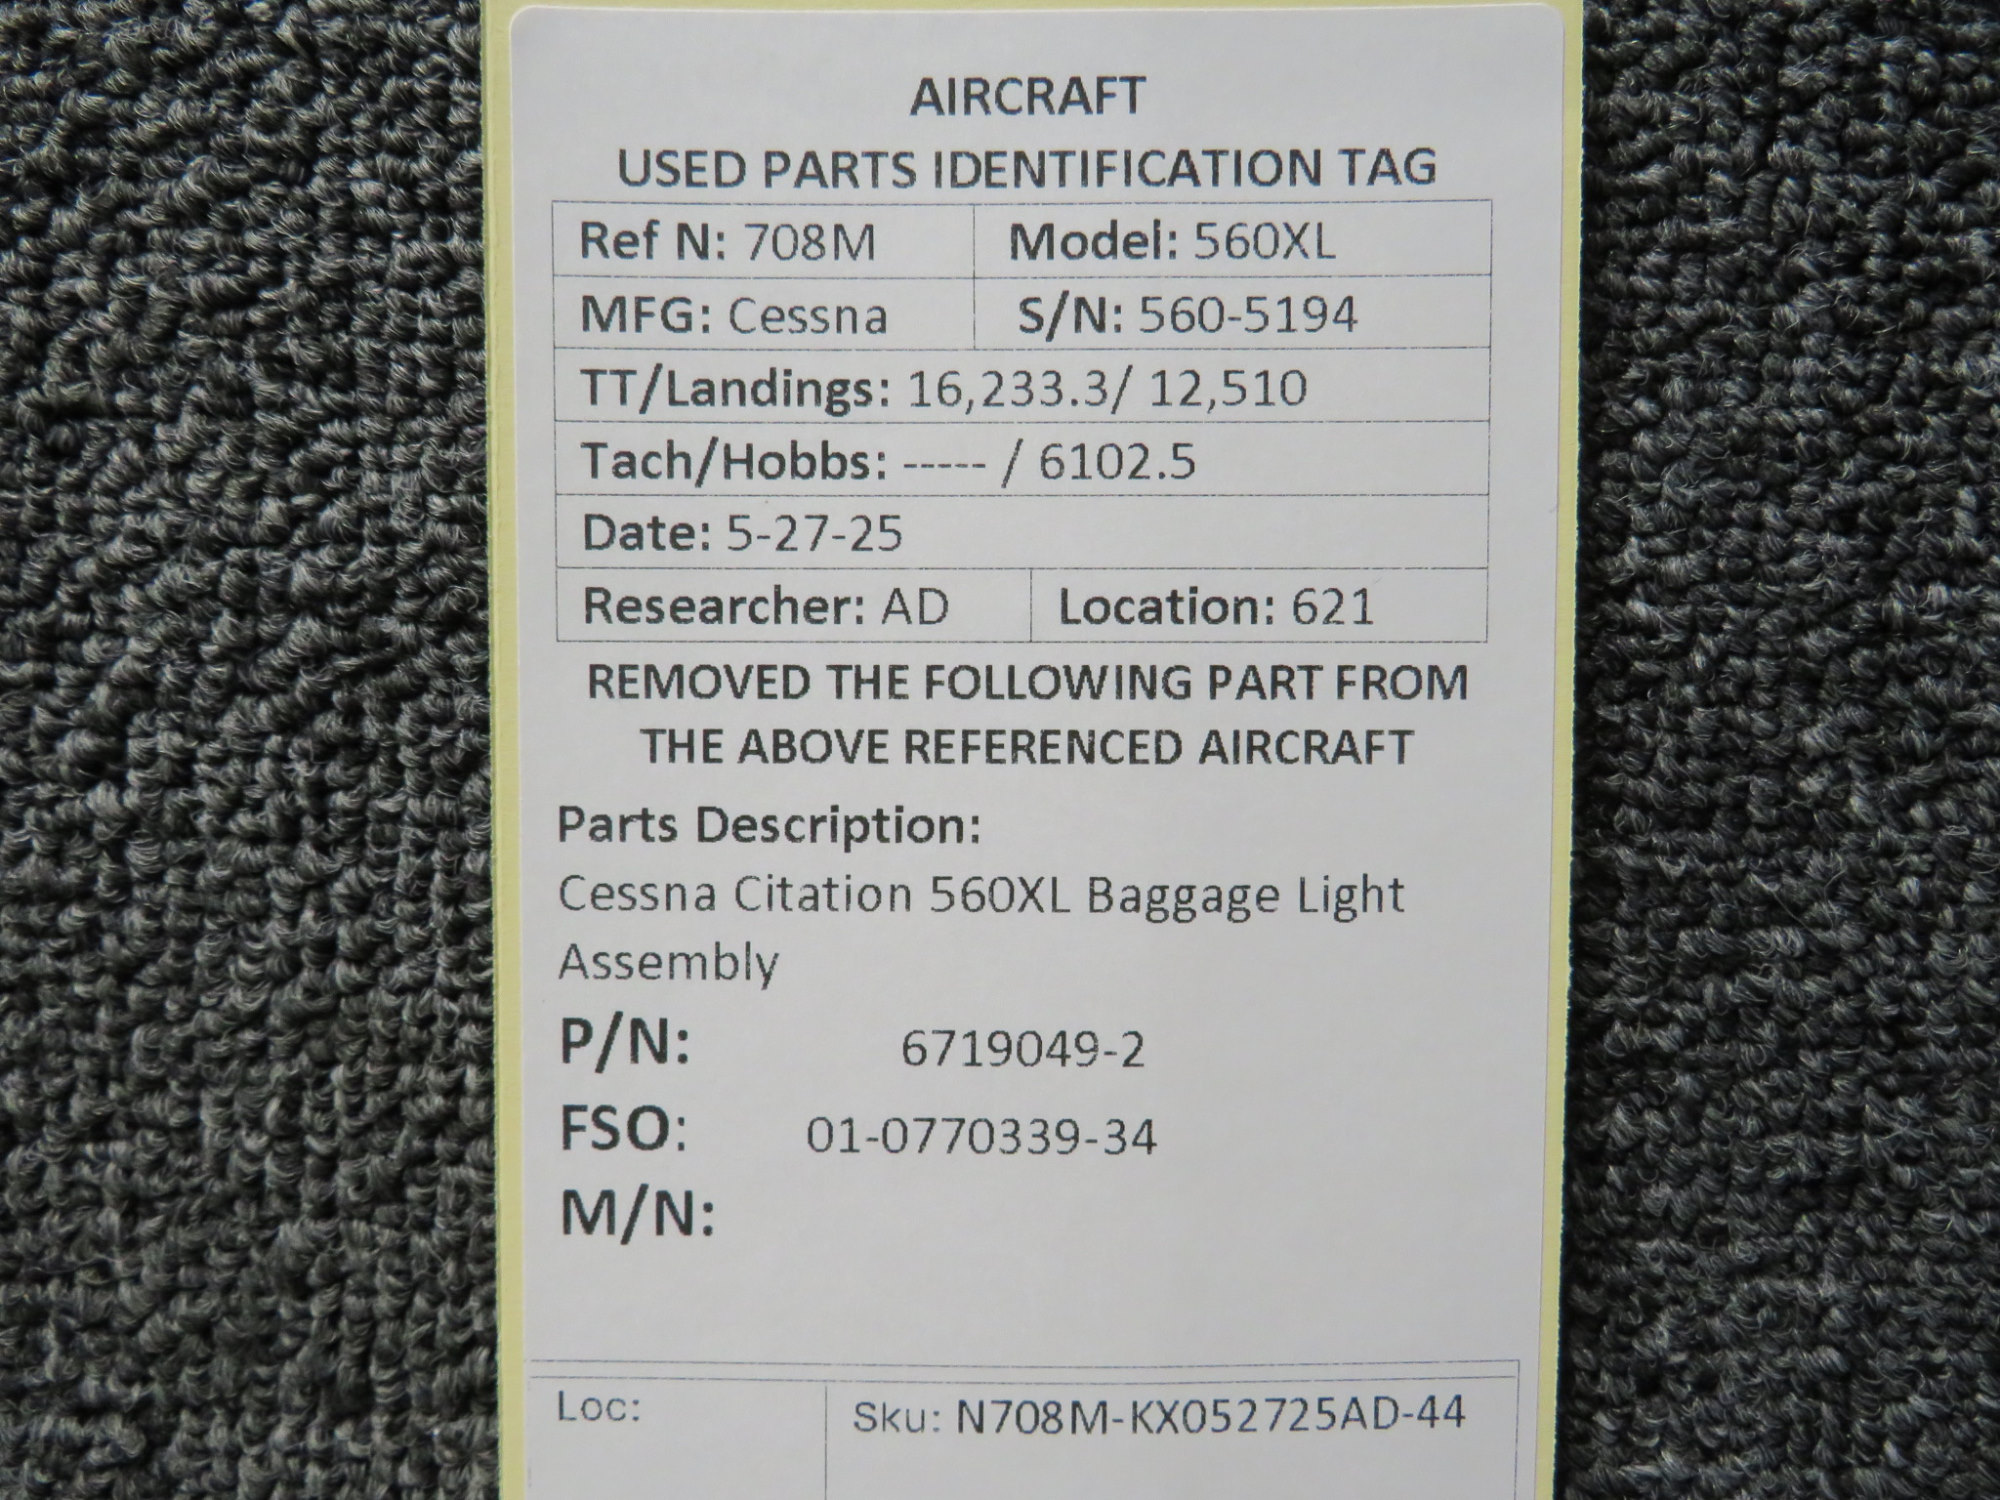 AIRCRAFT
USED PARTS IDENTIFICATION TAG
Ref N: 708M Model: 560XL
MFG: Cessna S/N: 560-5194
TT/Landings: 16,233.3/ 12,510
Tach/Hobbs: ----- / 6102.5
Date: 5-27-25
Researcher: AD Location: 621
REMOVED THE FOLLOWING PART FROM
THE ABOVE REFERENCED AIRCRAFT
Parts Description:
Cessna Citation 560XL Baggage Light
Assembly
P/N: 6719049-2
FSO: 01-0770339-34
M/N:
Loc: Sku: N708M-KX052725AD-44